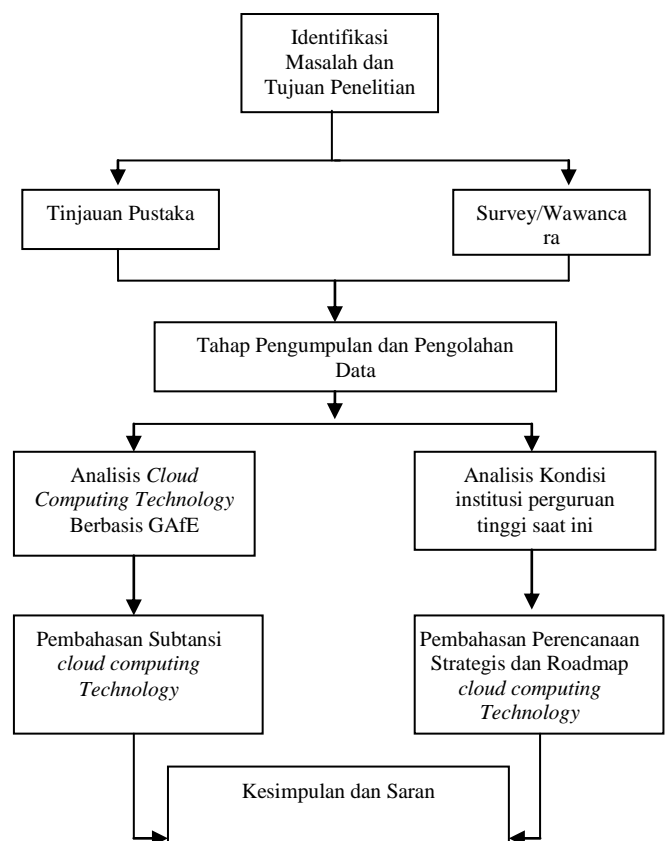 Identifikasi
Masalah dan
Tujuan Penelitian
Tinjauan Pustaka
Survey/Wawanca
ra
Tahap Pengumpulan dan Pengolahan
Data
Analisis Cloud
Computing Technology
Berbasis GAfE
Analisis Kondisi
institusi perguruan
tinggi saat ini
Pembahasan Subtansi
cloud computing
Technology
Pembahasan Perencanaan
Strategis dan Roadmap
cloud computing
Technology
Kesimpulan dan Saran